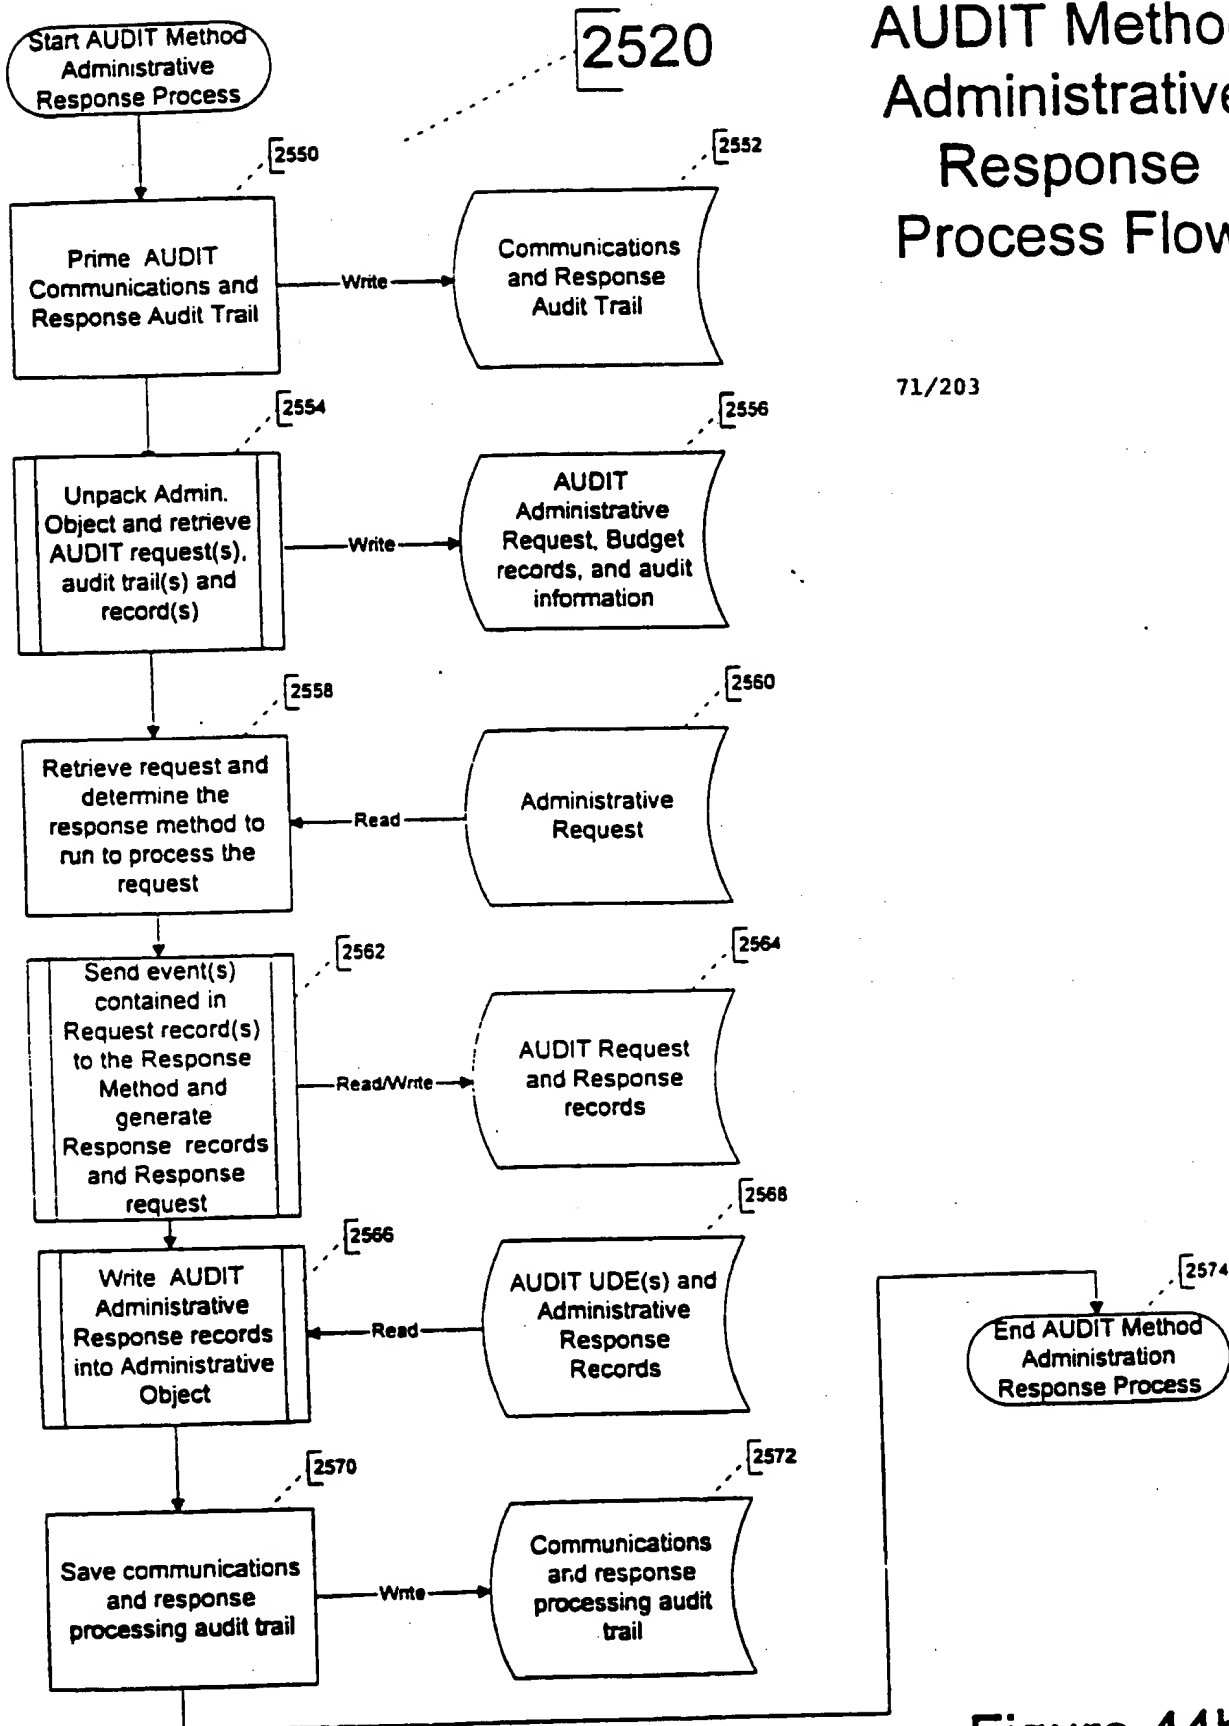 Start AUDIT Method
Administrative
Response Process
2520
AUDIT Metho
Administrative
Response
Process Flow
2550
2552
Prime AUDIT
Communications and
Response Audit Trail
Write
Communications
and Response
Audit Trail
71/203
2554
2556
Unpack Admin.
Object and retrieve
AUDIT request(s),
audit trail(s) and
record(s)
Write
AUDIT
Administrative
Request, Budget
records, and audit
information
2558
2560
Retrieve request and
determine the
response method to
run to process the
request
Read
Administrative
Request
2562
2564
Send event(s)
contained in
Request record(s)
to the Response
Method and
generate
Response records
and Response
request
Read/Write
AUDIT Request
and Response
records
2566
2568
Write AUDIT
Administrative
Response records
into Administrative
Object
Read
AUDIT UDE(s) and
Administrative
Response
Records
2574
End AUDIT Method
Administration
Response Process
2570
2572
Save communications
and response
processing audit trail
Write
Communications
and response
processing audit
trail
Figure 44b